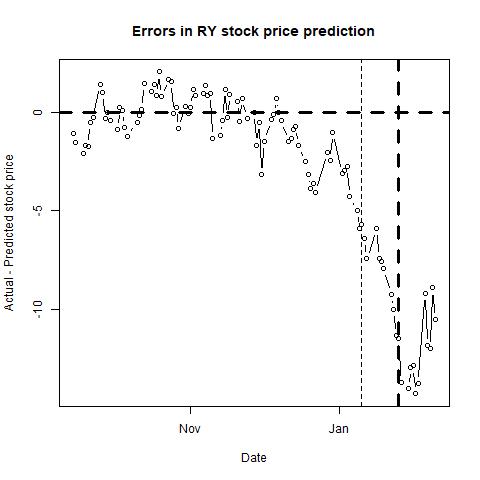 Errors in RY stock price prediction
Actual - Predicted stock price
0
-5
-10
Nov
Jan
Date